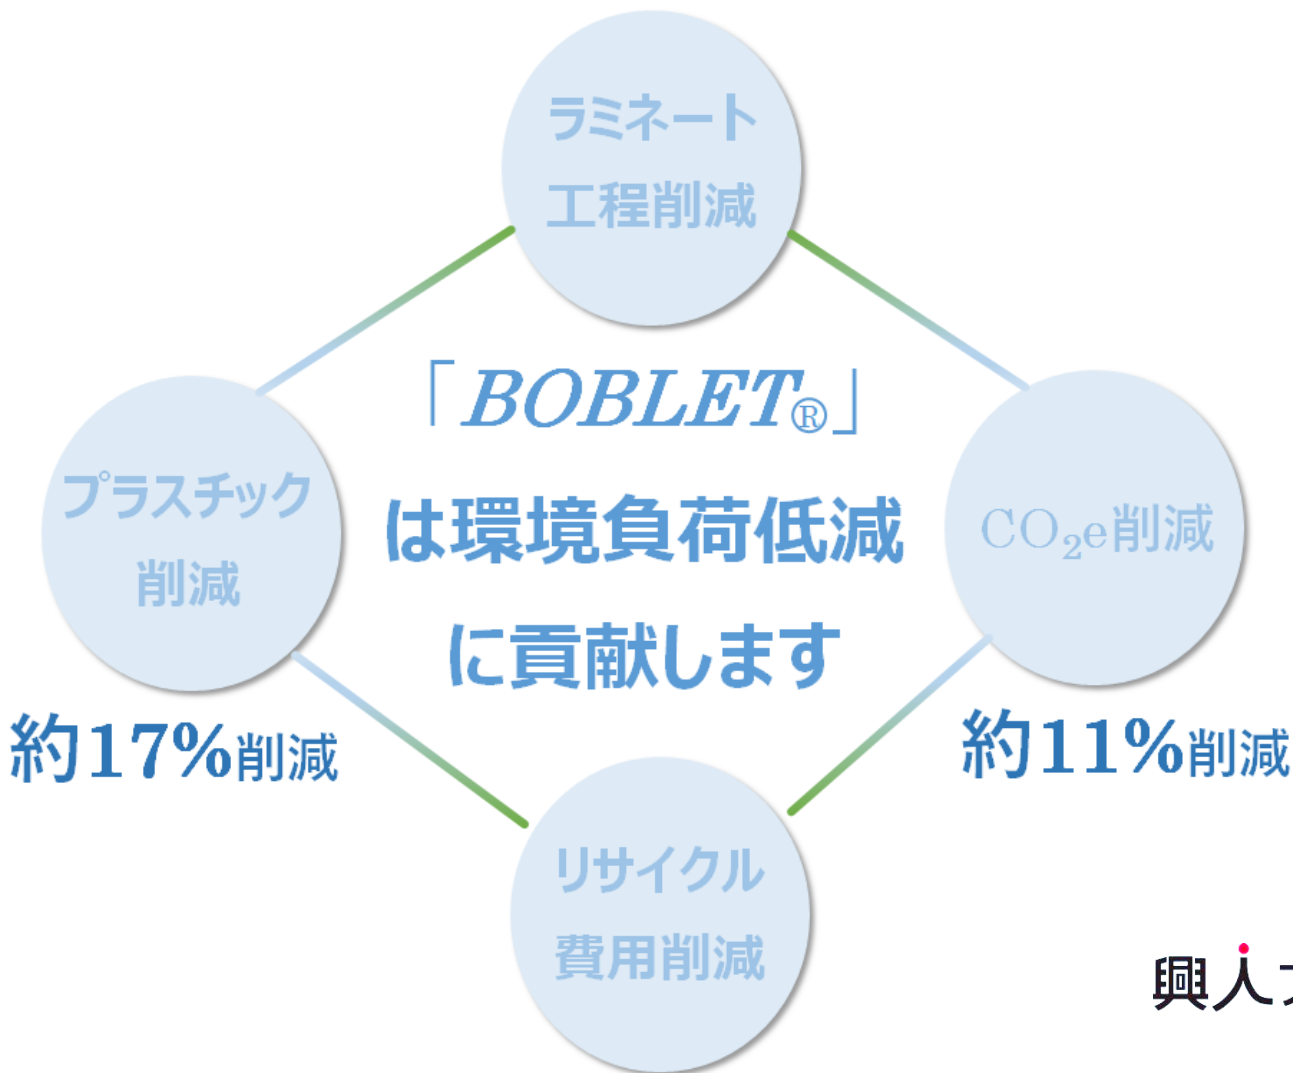 ラミネート
工程削減
「BOBLET®」
は環境負荷低減
に貢献します
プラスチック
削減
約17%削減
CO₂e削減
約11%削減
リサイクル
費用削減
興人フ